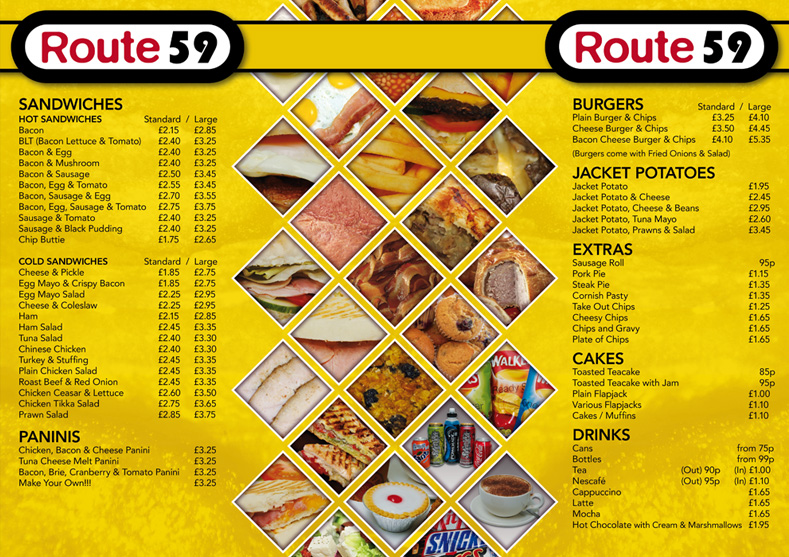 Route 59
SANDWICHES
HOT SANDWICHES Standard / Large
Bacon £2.15 £2.85
BLT (Bacon Lettuce & Tomato) £2.40 £3.25
Bacon & Egg £2.40 £3.25
Bacon & Mushroom £2.40 £3.25
Bacon & Sausage £2.50 £3.45
Bacon, Egg & Tomato £2.55 £3.45
Bacon, Sausage & Egg £2.70 £3.55
Bacon, Egg, Sausage & Tomato £2.75 £3.75
Sausage & Tomato £2.40 £3.25
Sausage & Black Pudding £2.40 £3.25
Chip Buttie £1.75 £2.65
COLD SANDWICHES Standard / Large
Cheese & Pickle £1.85 £2.75
Egg Mayo & Crispy Bacon £1.85 £2.75
Egg Mayo Salad £2.25 £2.95
Cheese & Coleslaw £2.25 £2.95
Ham £2.15 £2.85
Ham Salad £2.45 £3.35
Tuna Salad £2.40 £3.30
Chinese Chicken £2.40 £3.30
Turkey & Stuffing £2.45 £3.35
Plain Chicken Salad £2.45 £3.35
Roast Beef & Red Onion £2.45 £3.35
Chicken Ceasar & Lettuce £2.60 £3.50
Chicken Tikka Salad £2.75 £3.65
Prawn Salad £2.85 £3.75
PANINIS
Chicken, Bacon & Cheese Panini £3.25
Tuna Cheese Melt Panini £3.25
Bacon, Brie, Cranberry & Tomato Panini £3.25
Make Your Own!!! £3.25
WALKE
Ready S
SNICK
Route 59
BURGERS Standard / Large
Plain Burger & Chips £3.25 £4.10
Cheese Burger & Chips £3.50 £4.45
Bacon Cheese Burger & Chips £4.10 £5.35
(Burgers come with Fried Onions & Salad)
JACKET POTATOES
Jacket Potato £1.95
Jacket Potato & Cheese £2.45
Jacket Potato, Cheese & Beans £2.95
Jacket Potato, Tuna Mayo £2.60
Jacket Potato, Prawns & Salad £3.45
EXTRAS
Sausage Roll 95p
Pork Pie £1.15
Steak Pie £1.35
Cornish Pasty £1.35
Take Out Chips £1.25
Cheesy Chips £1.65
Chips and Gravy £1.65
Plate of Chips £1.65
CAKES
Toasted Teacake 85p
Toasted Teacake with Jam 95p
Plain Flapjack £1.00
Various Flapjacks £1.10
Cakes / Muffins £1.10
DRINKS
Cans from 75p
Bottles from 99p
Tea (Out) 90p (In) £1.00
Nescafé (Out) 95p (In) £1.10
Cappuccino £1.65
Latte £1.65
Mocha £1.65
Hot Chocolate with Cream & Marshmallows £1.95